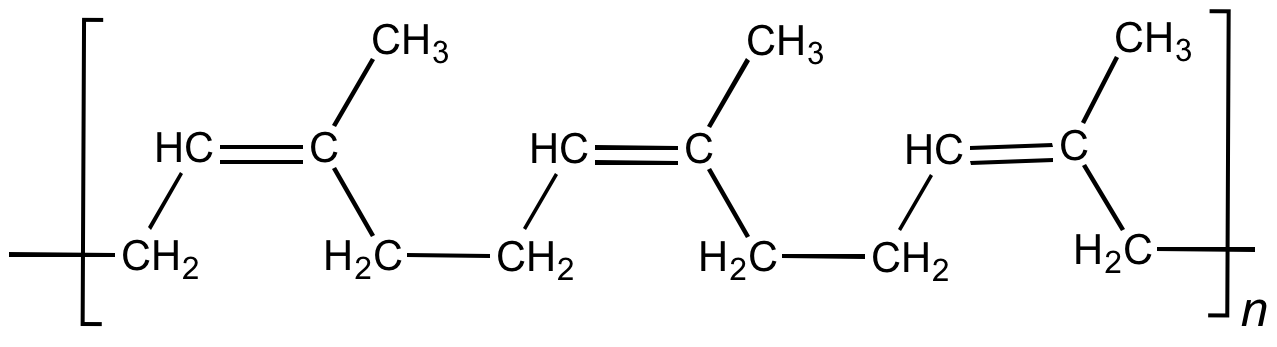 CH₃ CH₃ CH₃
HC C HC C HC C
CH₂ H₂C CH₂ H₂C CH₂ H₂C
n